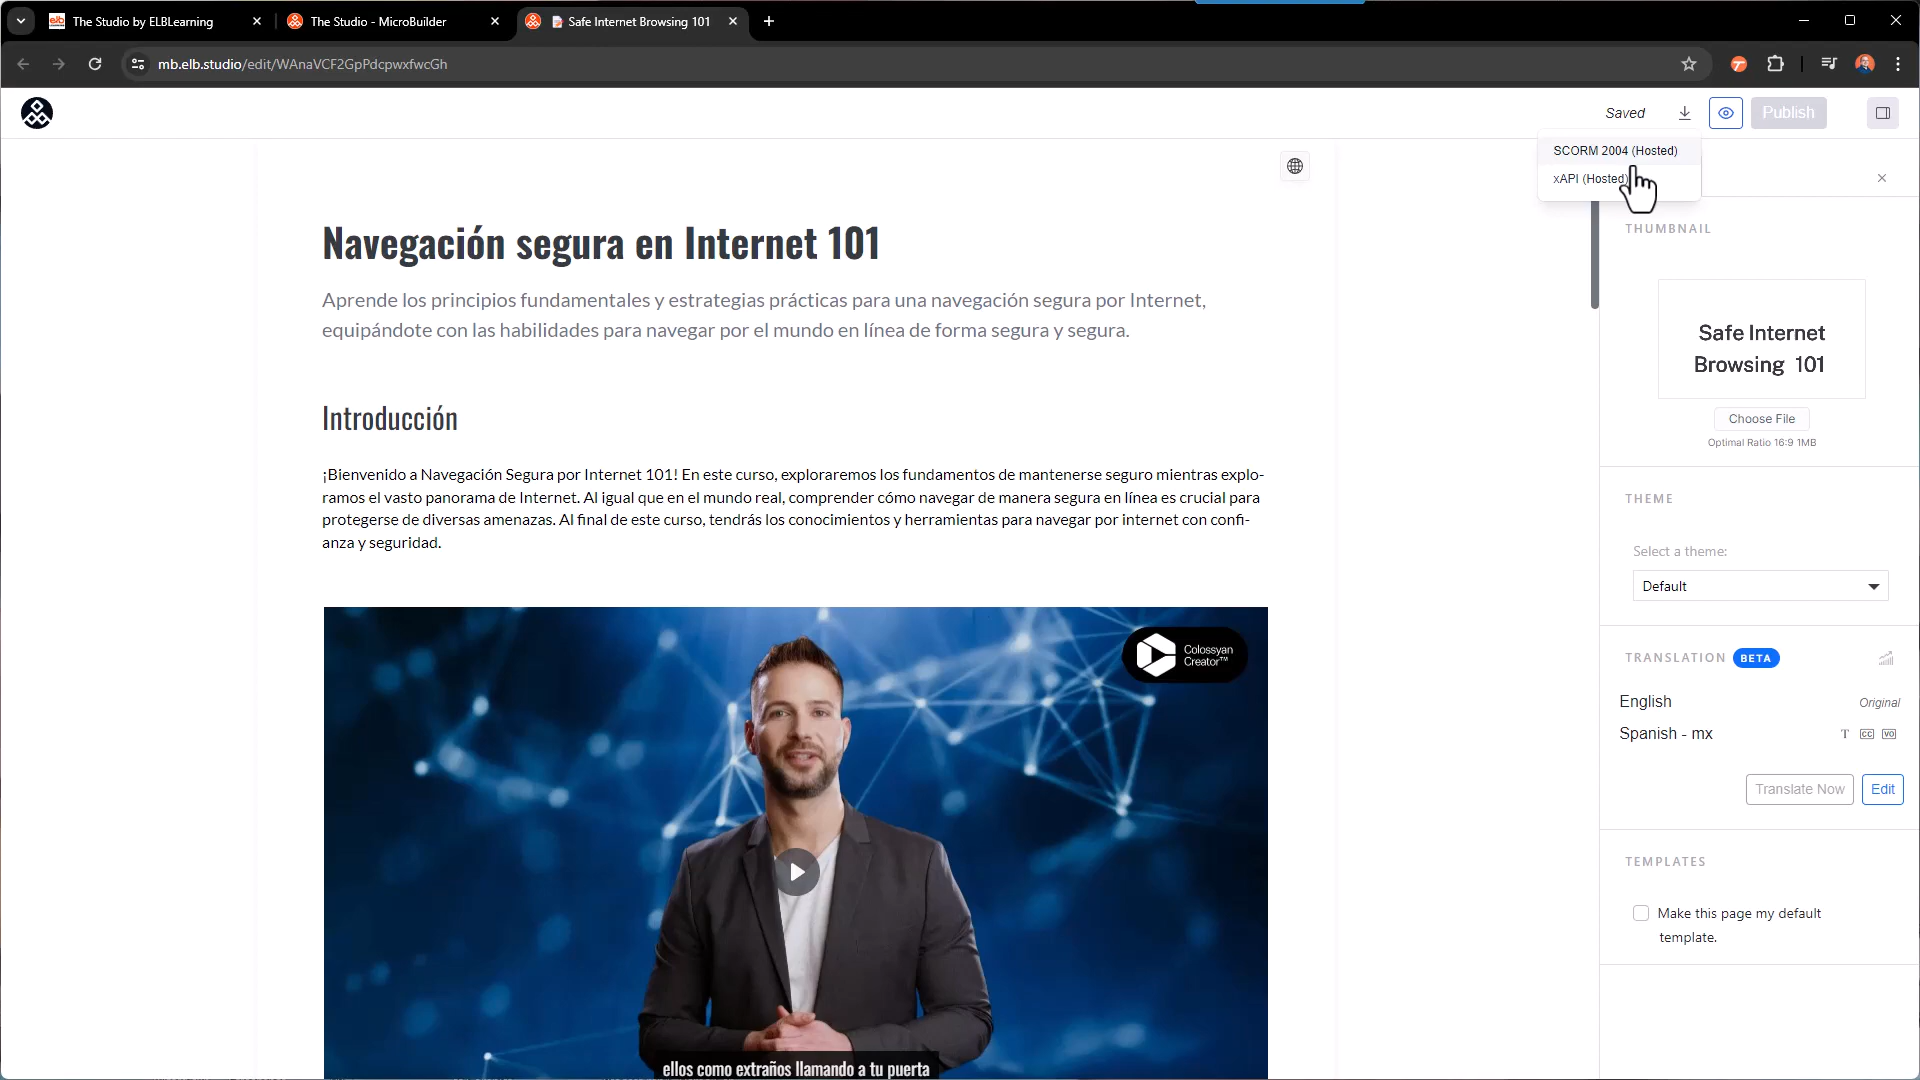 The Studio by ELBLearning
The Studio - MicroBuilder
Safe Internet Browsing 101
mb.elb.studio/edit/WAnaVCF2GpPdcpwxfwcGh
Saved
Publish
SCORM 2004 (Hosted)
xAPI (Hosted)
Navegación segura en Internet 101
Aprende los principios fundamentales y estrategias prácticas para una navegación segura por Internet,
equipándote con las habilidades para navegar por el mundo en línea de forma segura y segura.
Introducción
¡Bienvenido a Navegación Segura por Internet 101! En este curso, exploraremos los fundamentos de mantenerse seguro mientras explo-
ramos el vasto panorama de Internet. Al igual que en el mundo real, comprender cómo navegar de manera segura en línea es crucial para
protegerse de diversas amenazas. Al final de este curso, tendrás los conocimientos y herramientas para navegar por internet con confi-
anza y seguridad.
Colossyan
Creator™
ellos como extraños llamando a tu puerta
THUMBNAIL
Safe Internet
Browsing 101
Choose File
Optimal Ratio 16:9 1MB
THEME
Select a theme:
Default
TRANSLATION BETA
English Original
Spanish - mx T CC VO
Translate Now Edit
TEMPLATES
Make this page my default
template.